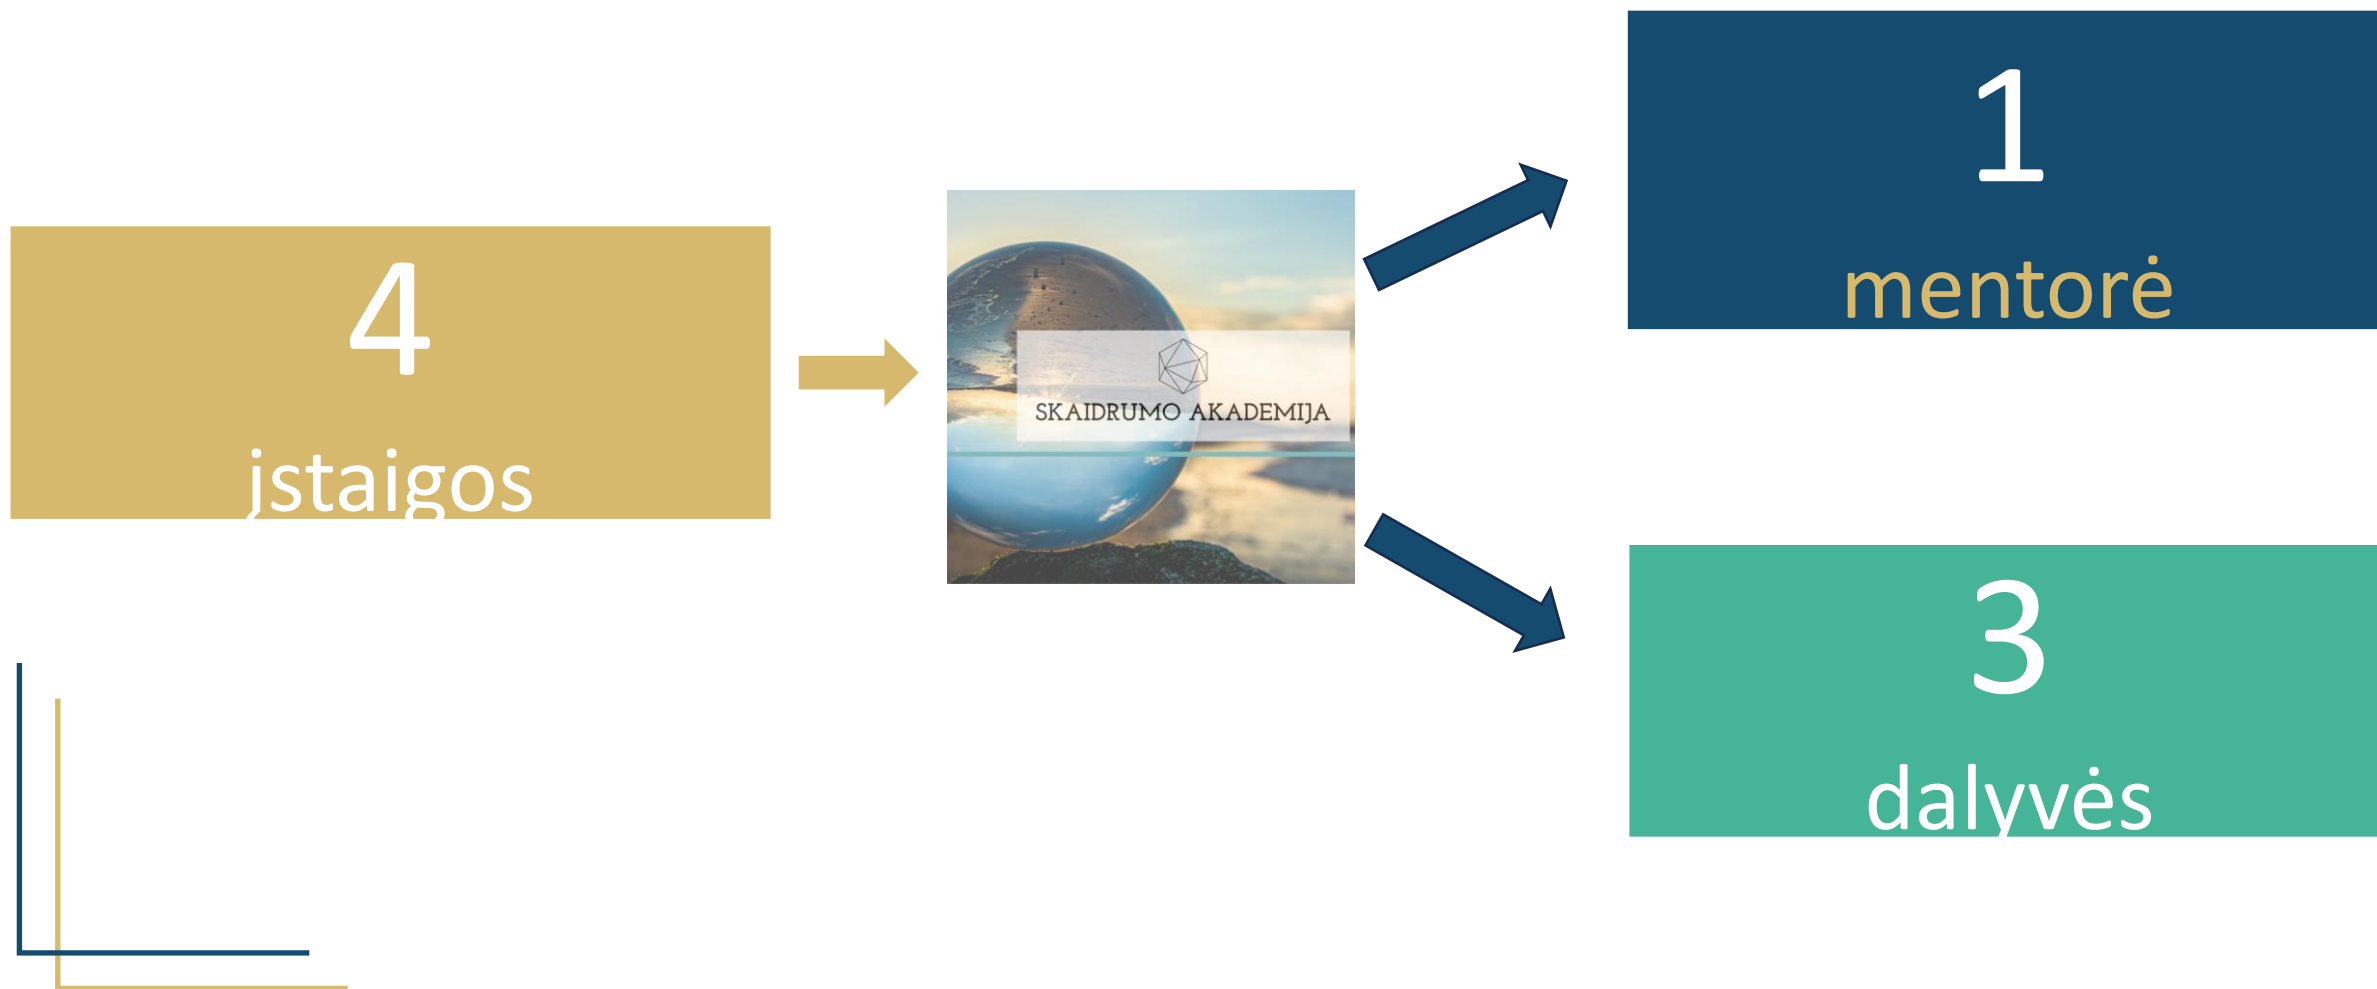 4
įstaigos
SKAIDRUMO AKADEMIJA
1
mentorė
3
dalyvės